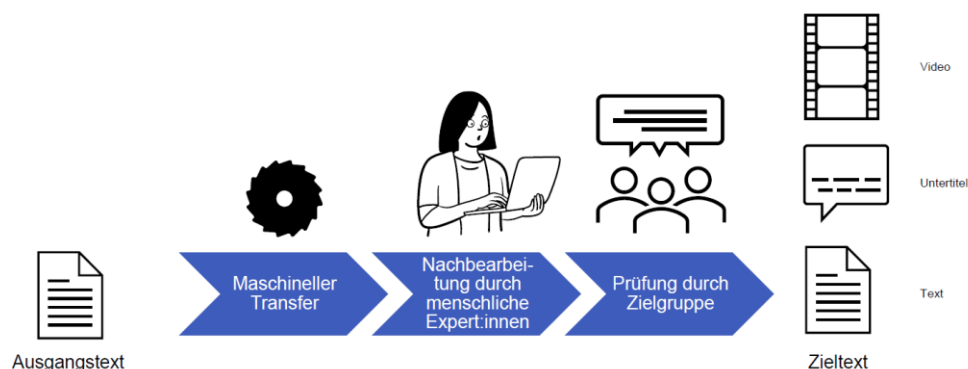 Video
Untertitel
Maschineller
Transfer
Nachbearbei-
tung durch
menschliche
Expert:innen
Prüfung durch
Zielgruppe
Text
Ausgangstext
Zieltext